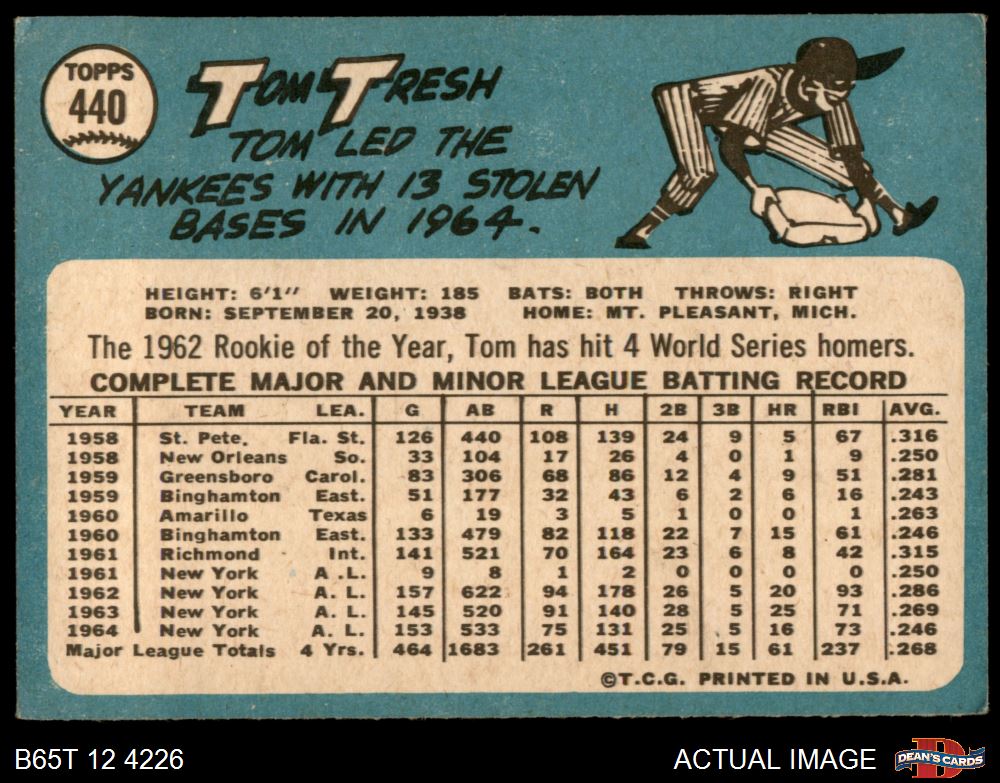 TOPPS
440
TOM TRESH
TOM LED THE
YANKEES WITH 13 STOLEN
BASES IN 1964.
HEIGHT: 6'1" WEIGHT: 185 BATS: BOTH THROWS: RIGHT
BORN: SEPTEMBER 20, 1938 HOME: MT. PLEASANT, MICH.
The 1962 Rookie of the Year, Tom has hit 4 World Series homers.
COMPLETE MAJOR AND MINOR LEAGUE BATTING RECORD
YEAR TEAM LEA. G AB R H 2B 3B HR RBI AVG.
1958 St. Pete. Fla. St. 126 440 108 139 24 9 5 67 .316
1958 New Orleans So. 33 104 17 26 4 0 1 9 .250
1959 Greensboro Carol. 83 306 68 86 12 4 9 51 .281
1959 Binghamton East. 51 177 32 43 6 2 6 16 .243
1960 Amarillo Texas 6 19 3 5 1 0 0 1 .263
1960 Binghamton East. 133 479 82 118 22 7 15 61 .246
1961 Richmond Int. 141 521 70 164 23 6 8 42 .315
1961 New York A .L. 9 8 1 2 0 0 0 0 .250
1962 New York A. L. 157 622 94 178 26 5 20 93 .286
1963 New York A. L. 145 520 91 140 28 5 25 71 .269
1964 New York A. L. 153 533 75 131 25 5 16 73 .246
Major League Totals 4 Yrs. 464 1683 261 451 79 15 61 237 .268
©T.C.G. PRINTED IN U.S.A.
B65T 12 4226 ACTUAL IMAGE
DEAN'S CARDS